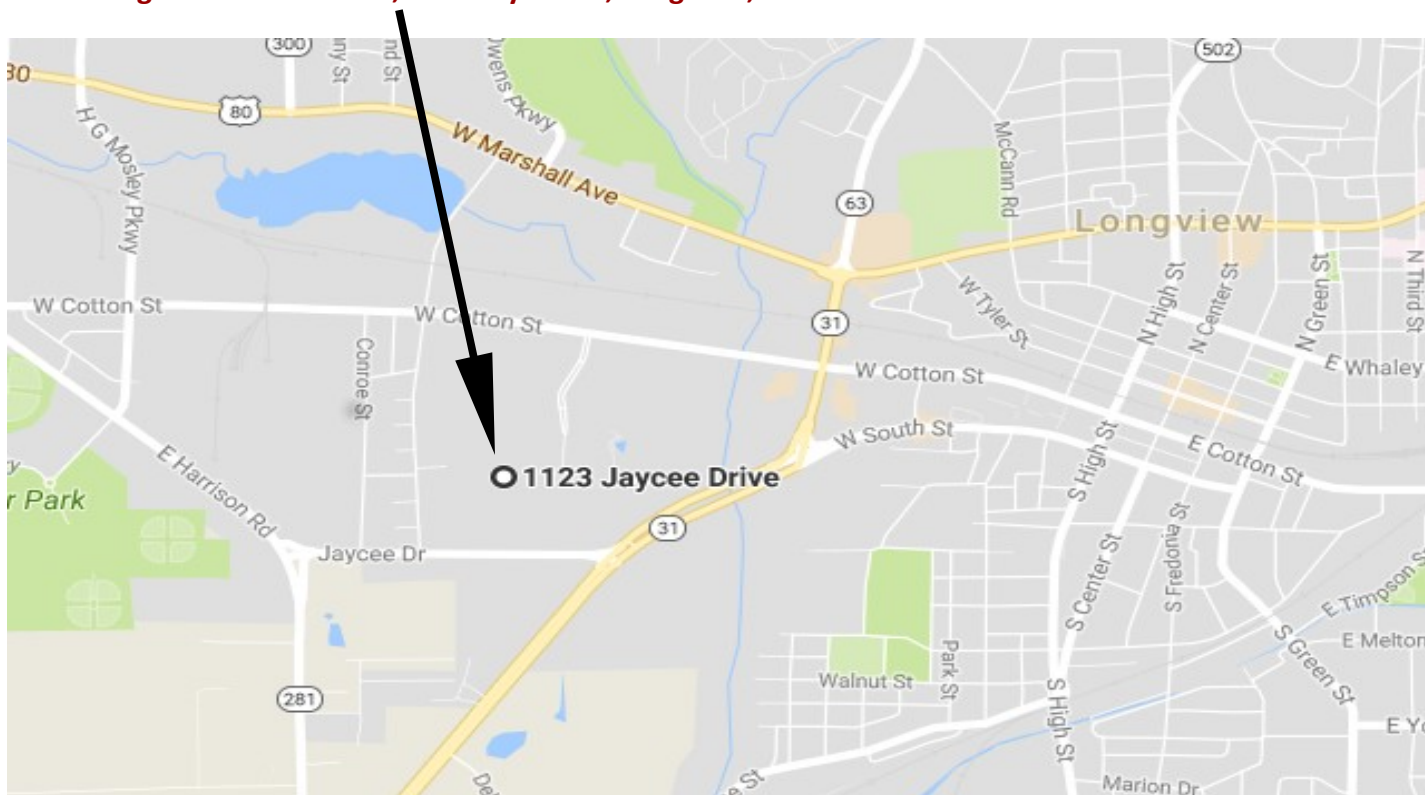 300
502
80
80
Owens Pkwy
H G Mosley Pkwy
W Marshall Ave
McCann Rd
63
Longview
W Cotton St
W Cotton St
31
W Tyler St
N High St
N Center St
N Green St
N Third St
Conroe St
W Cotton St
E Whaley
W South St
E Cotton St
S High St
1123 Jaycee Drive
E Harrison Rd
r Park
31
Jaycee Dr
S Center St
S Fredonia St
E Timpson S
S Green St
E Melton
Park St
Walnut St
281
S High St
Marion Dr